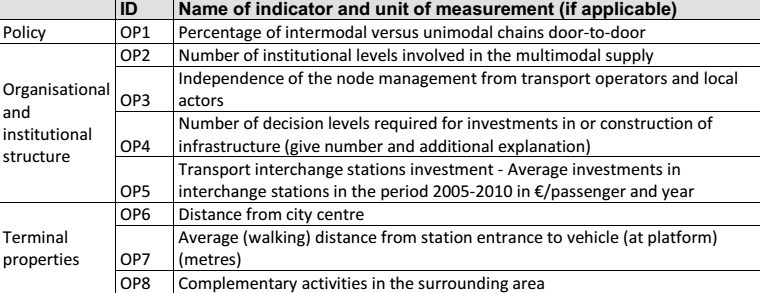 ID Name of indicator and unit of measurement (if applicable)
Policy OP1 Percentage of intermodal versus unimodal chains door-to-door
Organisational and institutional structure
OP2 Number of institutional levels involved in the multimodal supply
OP3 Independence of the node management from transport operators and local
actors
OP4 Number of decision levels required for investments in or construction of
infrastructure (give number and additional explanation)
OP5 Transport interchange stations investment - Average investments in
interchange stations in the period 2005-2010 in €/passenger and year
Terminal properties
OP6 Distance from city centre
OP7 Average (walking) distance from station entrance to vehicle (at platform)
(metres)
OP8 Complementary activities in the surrounding area